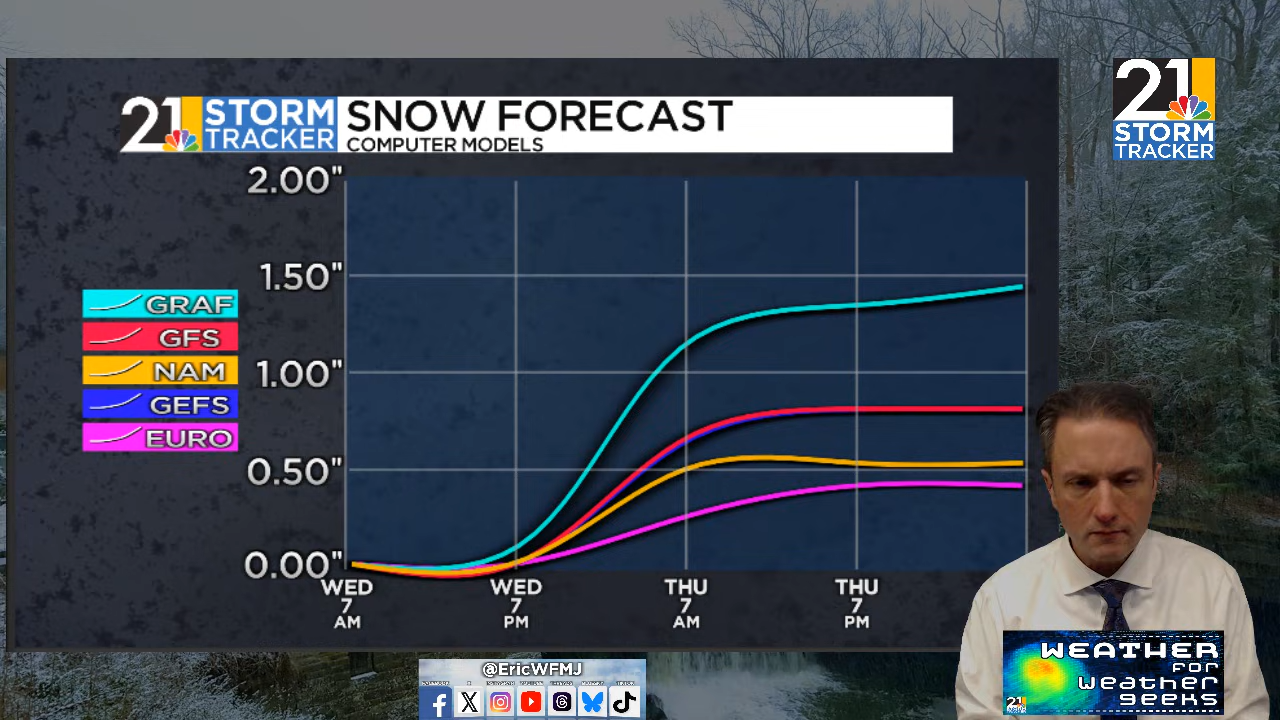 21 STORM TRACKER
SNOW FORECAST
COMPUTER MODELS
21
STORM
TRACKER
2.00"
1.50"
1.00"
0.50"
0.00"
GRAF
GFS
NAM
GEFS
EURO
WED
7
AM
WED
7
PM
THU
7
AM
THU
7
PM
@EricWFMJ
WEATHER
FOR
Weather
geeks
21